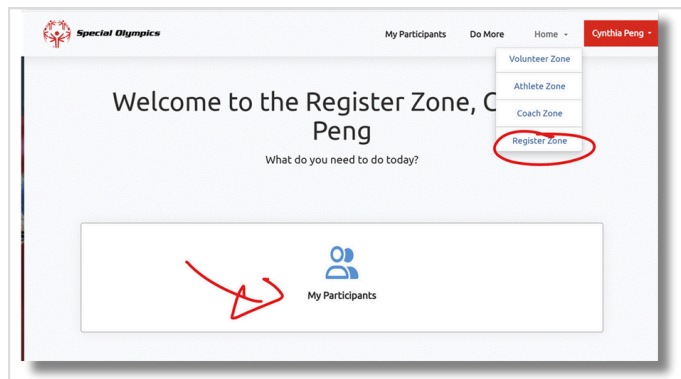 Special Olympics
My Participants Do More Home Cynthia Peng
Volunteer Zone
Athlete Zone
Coach Zone
Register Zone
Welcome to the Register Zone, C
Peng
What do you need to do today?
My Participants